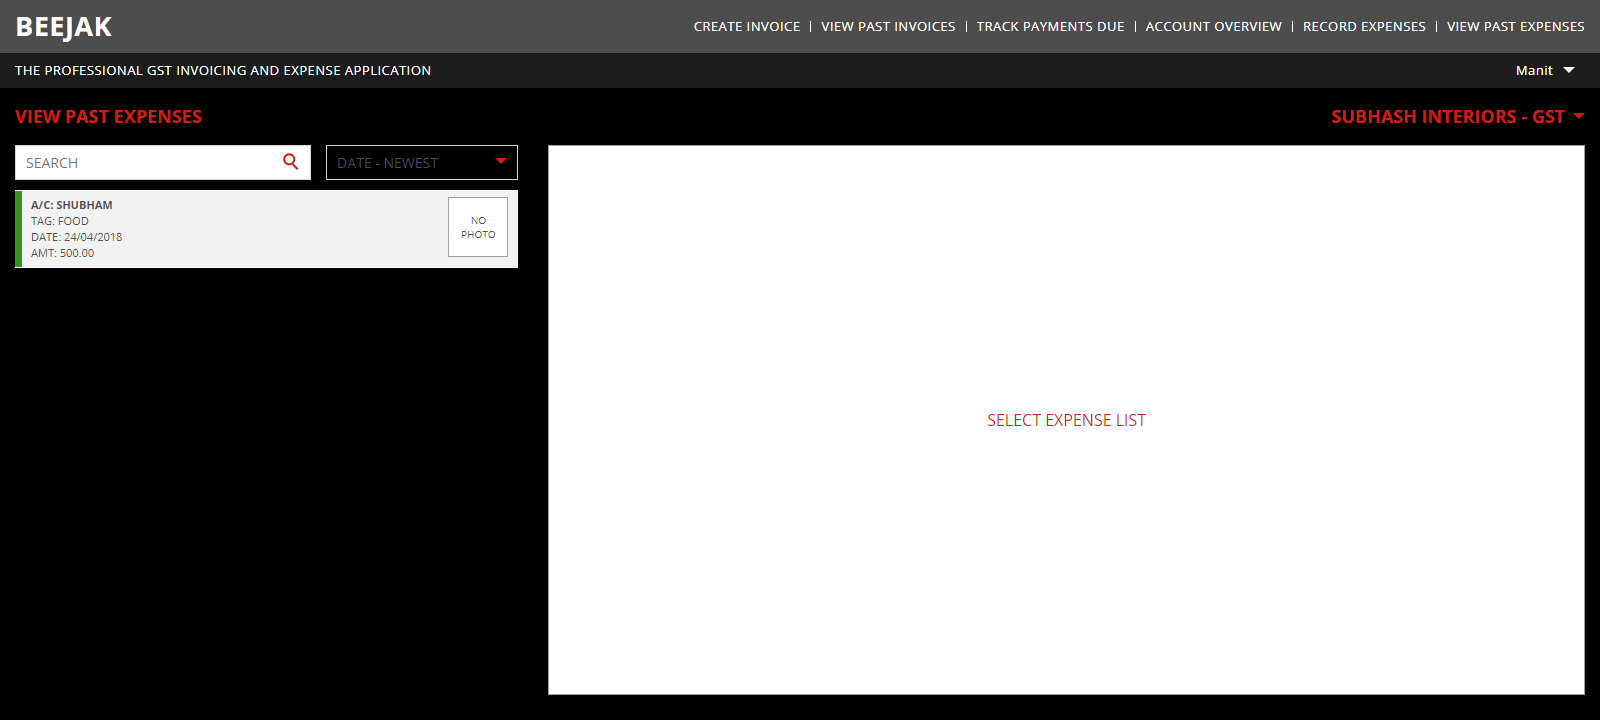 BEEJAK
CREATE INVOICE | VIEW PAST INVOICES | TRACK PAYMENTS DUE | ACCOUNT OVERVIEW | RECORD EXPENSES | VIEW PAST EXPENSES
THE PROFESSIONAL GST INVOICING AND EXPENSE APPLICATION
Manit
VIEW PAST EXPENSES
SUBHASH INTERIORS - GST
SEARCH
DATE - NEWEST
A/C: SHUBHAM
TAG: FOOD
DATE: 24/04/2018
AMT: 500.00
NO
PHOTO
SELECT EXPENSE LIST